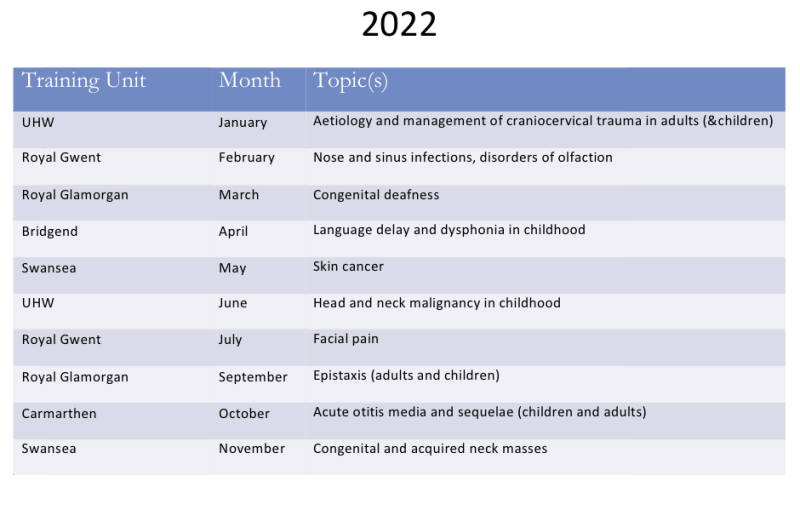 2022
Training Unit Month Topic(s)
UHW January Aetiology and management of craniocervical trauma in adults (&children)
Royal Gwent February Nose and sinus infections, disorders of olfaction
Royal Glamorgan March Congenital deafness
Bridgend April Language delay and dysphonia in childhood
Swansea May Skin cancer
UHW June Head and neck malignancy in childhood
Royal Gwent July Facial pain
Royal Glamorgan September Epistaxis (adults and children)
Carmarthen October Acute otitis media and sequelae (children and adults)
Swansea November Congenital and acquired neck masses